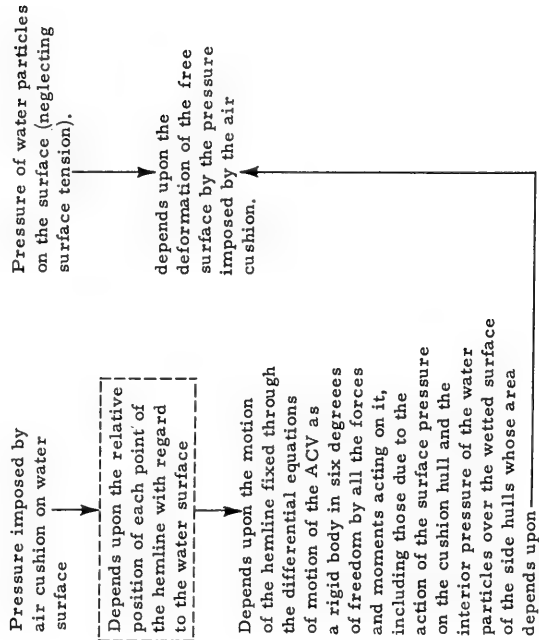 Pressure imposed by
air cushion on water
surface
Depends upon the relative
position of each point of
the hemline with regard
to the water surface
Depends upon the motion
of the hemline fixed through
the differential equations
of motion of the ACV as
a rigid body in six degreees
of freedom by all the forces
and moments acting on it,
including those due to the
action of the surface pressure
on the cushion hull and the
interior pressure of the water
particles over the wetted surface
of the side hulls whose area
depends upon
Pressure of water particles
on the surface (neglecting
surface tension).
depends upon the
deformation of the free
surface by the pressure
imposed by the air
cushion.